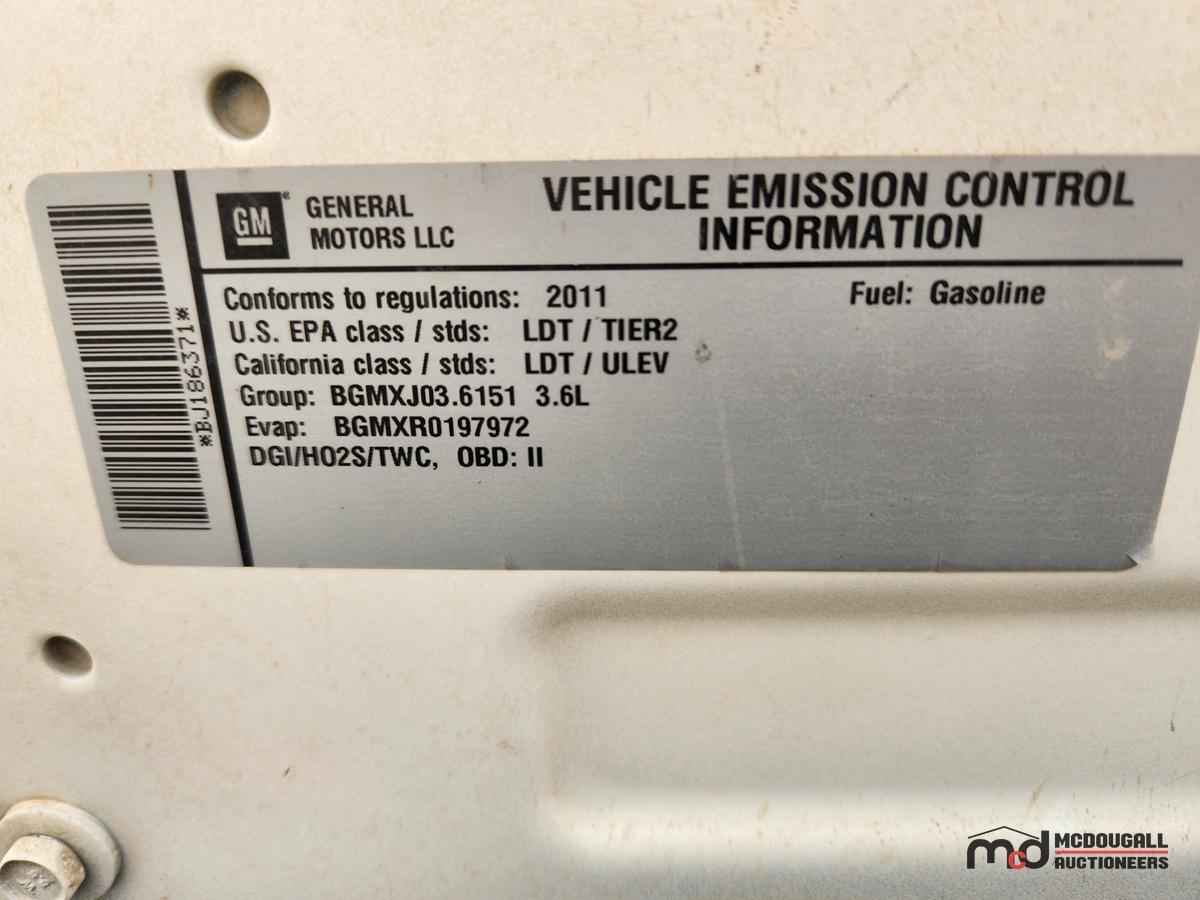 *BJ186371*
GM
GENERAL
MOTORS LLC
VEHICLE EMISSION CONTROL
INFORMATION
Conforms to regulations: 2011
Fuel: Gasoline
U.S. EPA class / stds: LDT / TIER2
California class / stds: LDT / ULEV
Group: BGMXJ03.6151 3.6L
Evap: BGMXR0197972
DGI/HO2S/TWC, OBD: II
mcd MCDOUGALL
AUCTIONEERS